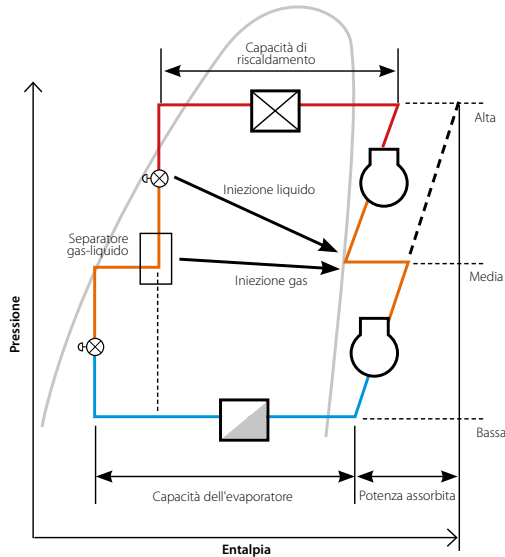 Capacità di
riscaldamento
Alta
Iniezione liquido
Separatore
gas-liquido
Iniezione gas
Media
Pressione
Bassa
Capacità dell'evaporatore
Potenza assorbita
Entalpia